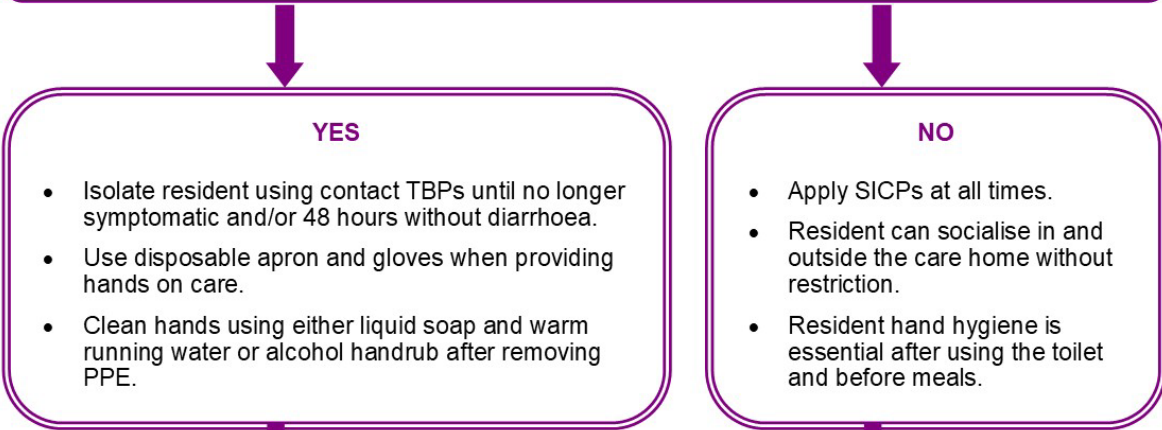 YES
• Isolate resident using contact TBPs until no longer
symptomatic and/or 48 hours without diarrhoea.
• Use disposable apron and gloves when providing
hands on care.
• Clean hands using either liquid soap and warm
running water or alcohol handrub after removing
PPE.
NO
• Apply SICPs at all times.
• Resident can socialise in and
outside the care home without
restriction.
• Resident hand hygiene is
essential after using the toilet
and before meals.